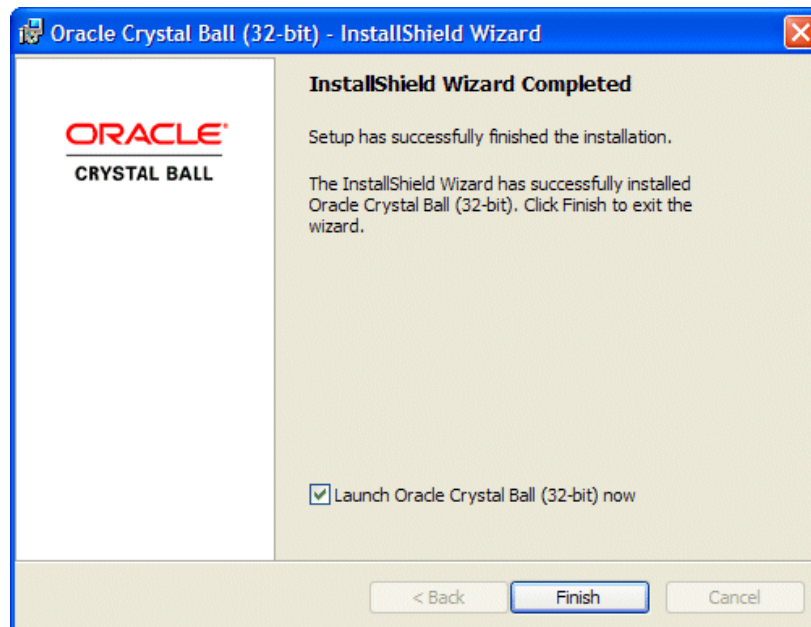 Oracle Crystal Ball (32-bit) - InstallShield Wizard
ORACLE
CRYSTAL BALL
InstallShield Wizard Completed
Setup has successfully finished the installation.
The InstallShield Wizard has successfully installed
Oracle Crystal Ball (32-bit). Click Finish to exit the
wizard.
Launch Oracle Crystal Ball (32-bit) now
< Back
Finish
Cancel